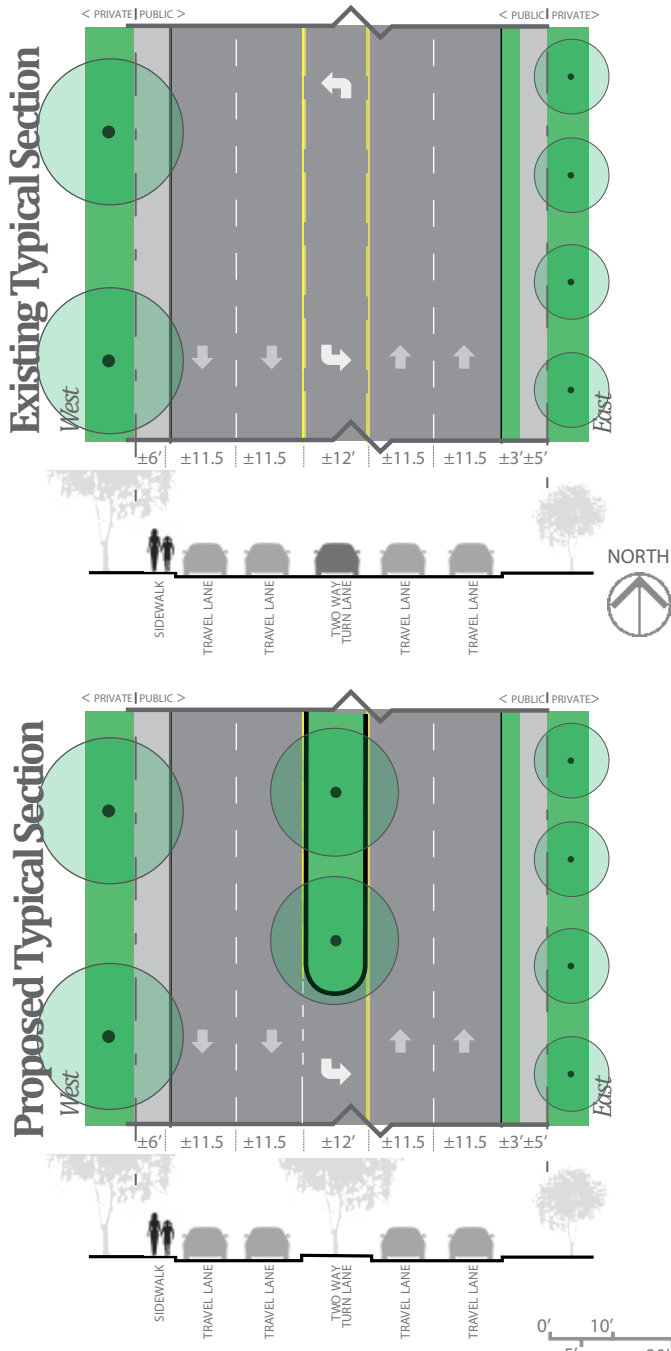 < PRIVATE | PUBLIC >
< PUBLIC | PRIVATE>
Existing Typical Section
West
East
±6’ ±11.5 ±11.5 ±12’ ±11.5 ±11.5 ±3’ ±5’
SIDEWALK
TRAVEL LANE
TRAVEL LANE
TWO WAY
TURN LANE
TRAVEL LANE
TRAVEL LANE
NORTH
< PRIVATE | PUBLIC >
< PUBLIC | PRIVATE>
Proposed Typical Section
West
East
±6’ ±11.5 ±11.5 ±12’ ±11.5 ±11.5 ±3’ ±5’
SIDEWALK
TRAVEL LANE
TRAVEL LANE
TWO WAY
TURN LANE
TRAVEL LANE
TRAVEL LANE
0’ 10’